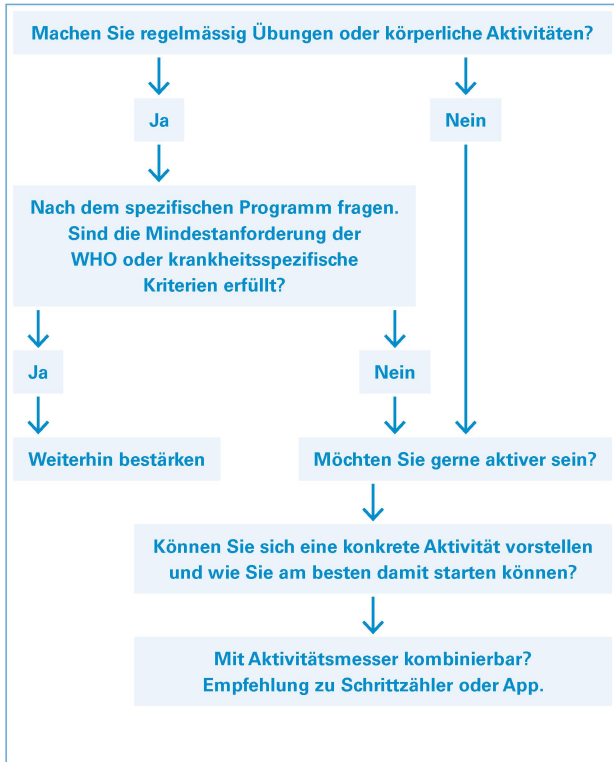 Machen Sie regelmässig Übungen oder körperliche Aktivitäten?
Ja
Nein
Nach dem spezifischen Programm fragen.
Sind die Mindestanforderung der
WHO oder krankheitsspezifische
Kriterien erfüllt?
Ja
Nein
Weiterhin bestärken
Möchten Sie gerne aktiver sein?
Können Sie sich eine konkrete Aktivität vorstellen
und wie Sie am besten damit starten können?
Mit Aktivitätsmesser kombinierbar?
Empfehlung zu Schrittzähler oder App.